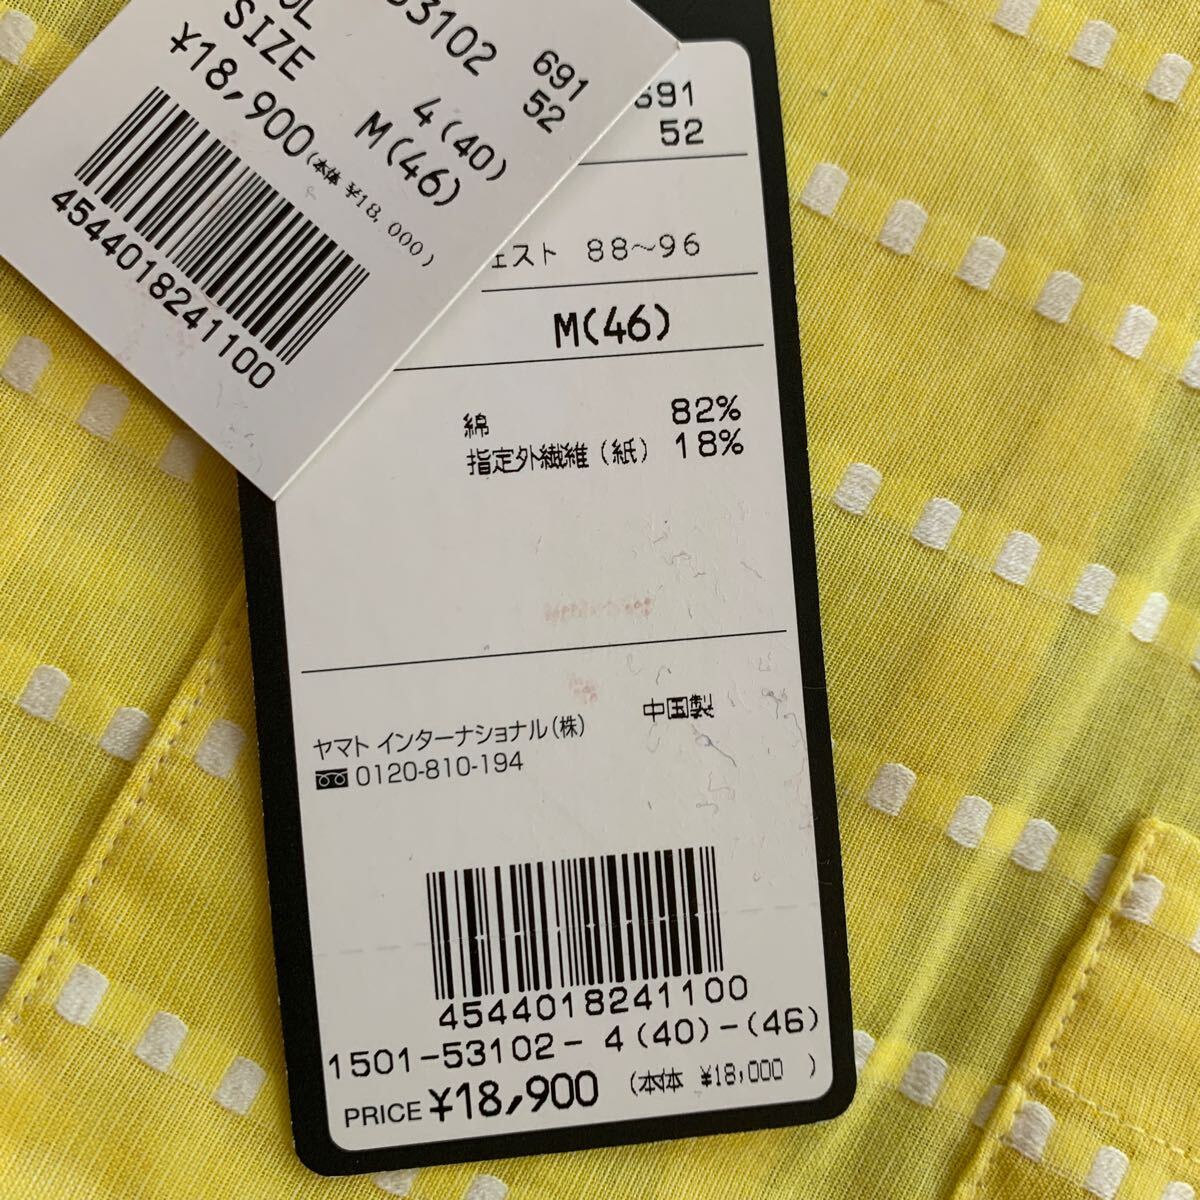 53102
SIZE
4(40)
M(46)
691
52
¥18,900(本体 ¥18,000)
4544018241100
691
52
ェスト 88〜96
M(46)
綿 82%
指定外繊維(紙) 18%
中国製
ヤマト インターナショナル(株)
0120-810-194
4544018241100
1501-53102- 4(40)-(46)
PRICE ¥18,900 (本体 ¥18,000 )